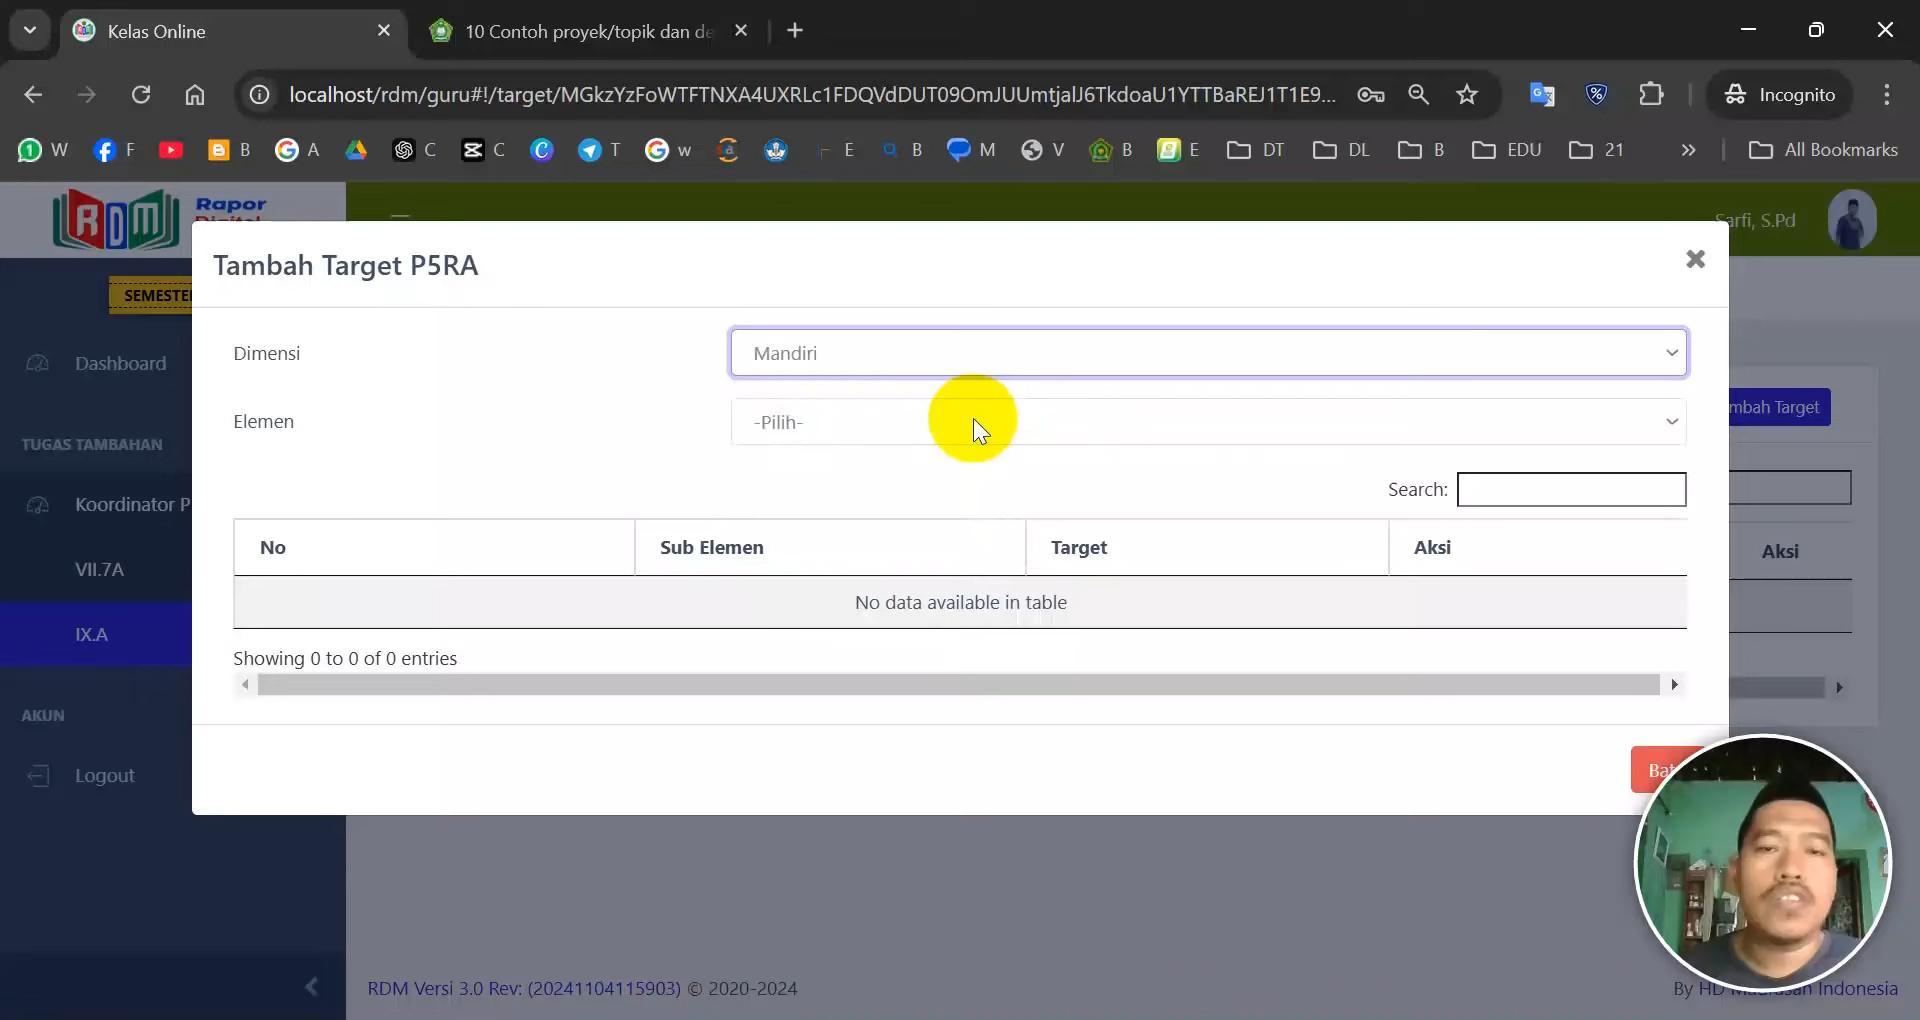 Kelas Online
10 Contoh proyek/topik dan de
localhost/rdm/guru#!/target/MGkzYzFoWTFTNXA4UXRLc1FDQVdDUT09OmJUUmtjalJ6TkdoaU1YTTBaREJ1T1E9...
Incognito
W F B A C C T w E B M V B E DT DL B EDU 21 » All Bookmarks
RDM Rapor
Sarfi, S.Pd
Tambah Target P5RA
SEMESTE
Dashboard
Dimensi
Mandiri
mbah Target
Elemen
-Pilih-
TUGAS TAMBAHAN
Search:
Koordinator P
No Sub Elemen Target Aksi
Aksi
VII.7A
No data available in table
IX.A
Showing 0 to 0 of 0 entries
AKUN
Logout
Bat
RDM Versi 3.0 Rev: (20241104115903) © 2020-2024
By HD Madrasah Indonesia